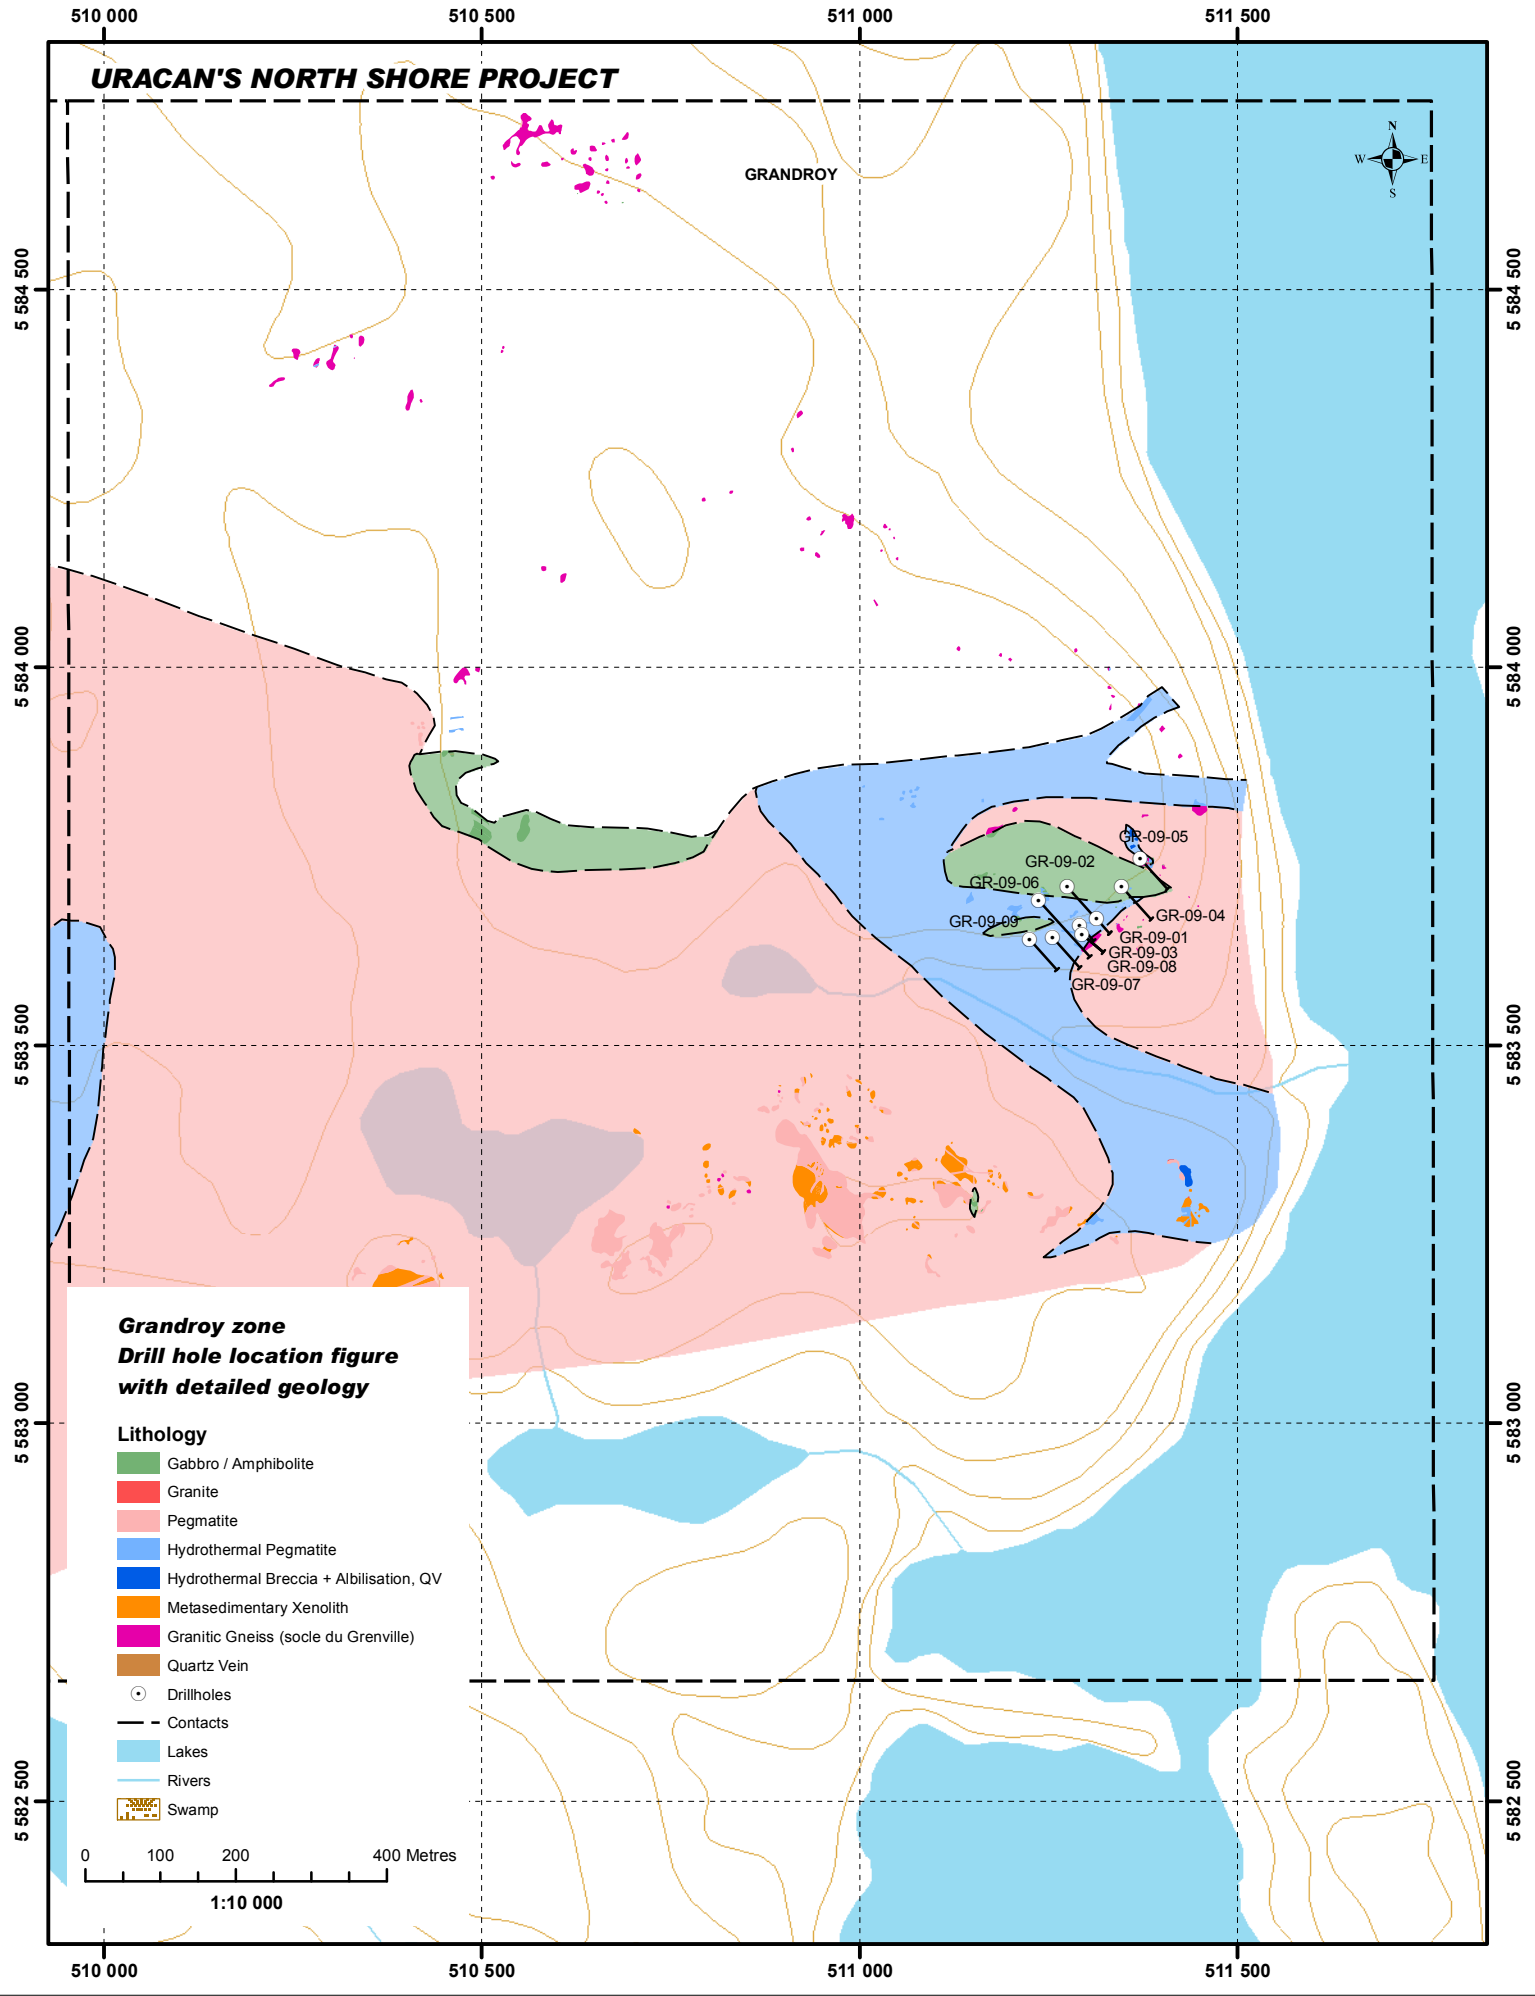 510 000
510 500
511 000
511 500
URACAN'S NORTH SHORE PROJECT
N
W
E
S
GRANDROY
5 584 500
5 584 500
5 584 000
5 584 000
GR-09-05
GR-09-02
GR-09-06
GR-09-04
GR-09-09
GR-09-01
GR-09-03
GR-09-08
GR-09-07
5 583 500
5 583 500
Grandroy zone
Drill hole location figure
with detailed geology
5 583 000
5 583 000
Lithology
Gabbro / Amphibolite
Granite
Pegmatite
Hydrothermal Pegmatite
Hydrothermal Breccia + Albilisation, QV
Metasedimentary Xenolith
Granitic Gneiss (socle du Grenville)
Quartz Vein
Drillholes
Contacts
Lakes
Rivers
Swamp
5 582 500
5 582 500
0 100 200 400 Metres
1:10 000
510 000
510 500
511 000
511 500